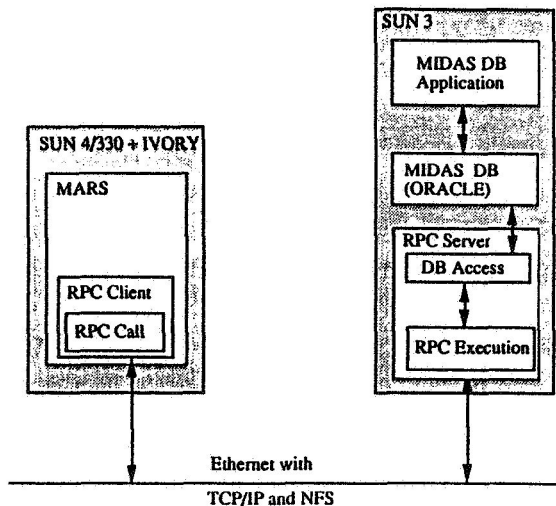 SUN 4/330 + IVORY
MARS
RPC Client
RPC Call
SUN 3
MIDAS DB
Application
MIDAS DB
(ORACLE)
RPC Server
DB Access
RPC Execution
Ethernet with
TCP/IP and NFS